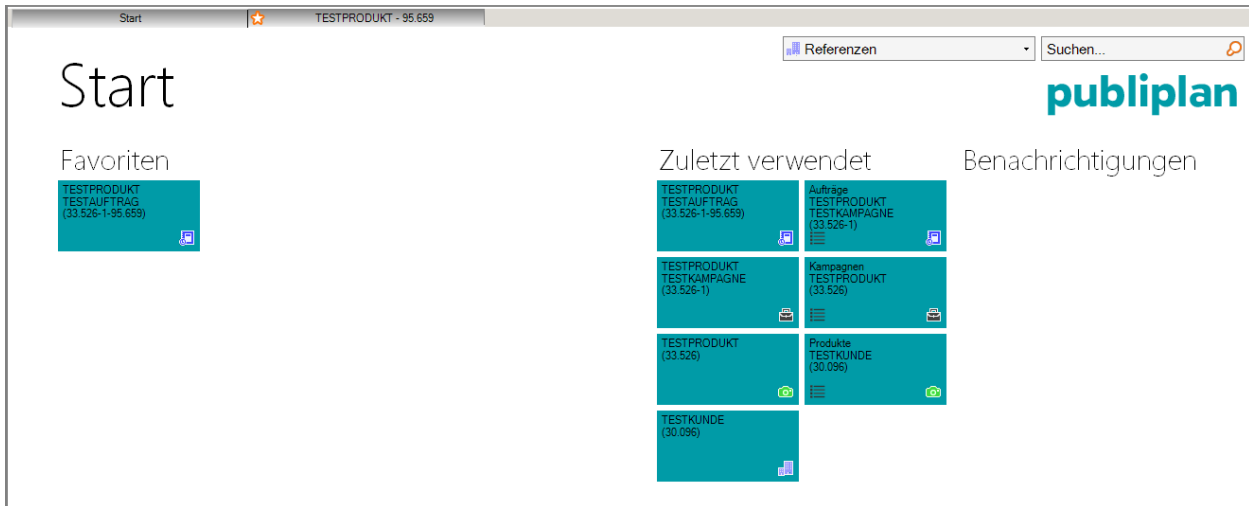 Start
TESTPRODUKT - 95.659
Referenzen
Suchen...
Start
publiplan
Favoriten
TESTPRODUKT
TESTAUFTRAG
(33.526-1-95.659)
Zuletzt verwendet
TESTPRODUKT
TESTAUFTRAG
(33.526-1-95.659)
Aufträge
TESTPRODUKT
TESTKAMPAGNE
(33.526-1)
TESTPRODUKT
TESTKAMPAGNE
(33.526-1)
Kampagnen
TESTPRODUKT
(33.526)
TESTPRODUKT
(33.526)
Produkte
TESTKUNDE
(30.096)
TESTKUNDE
(30.096)
Benachrichtigungen